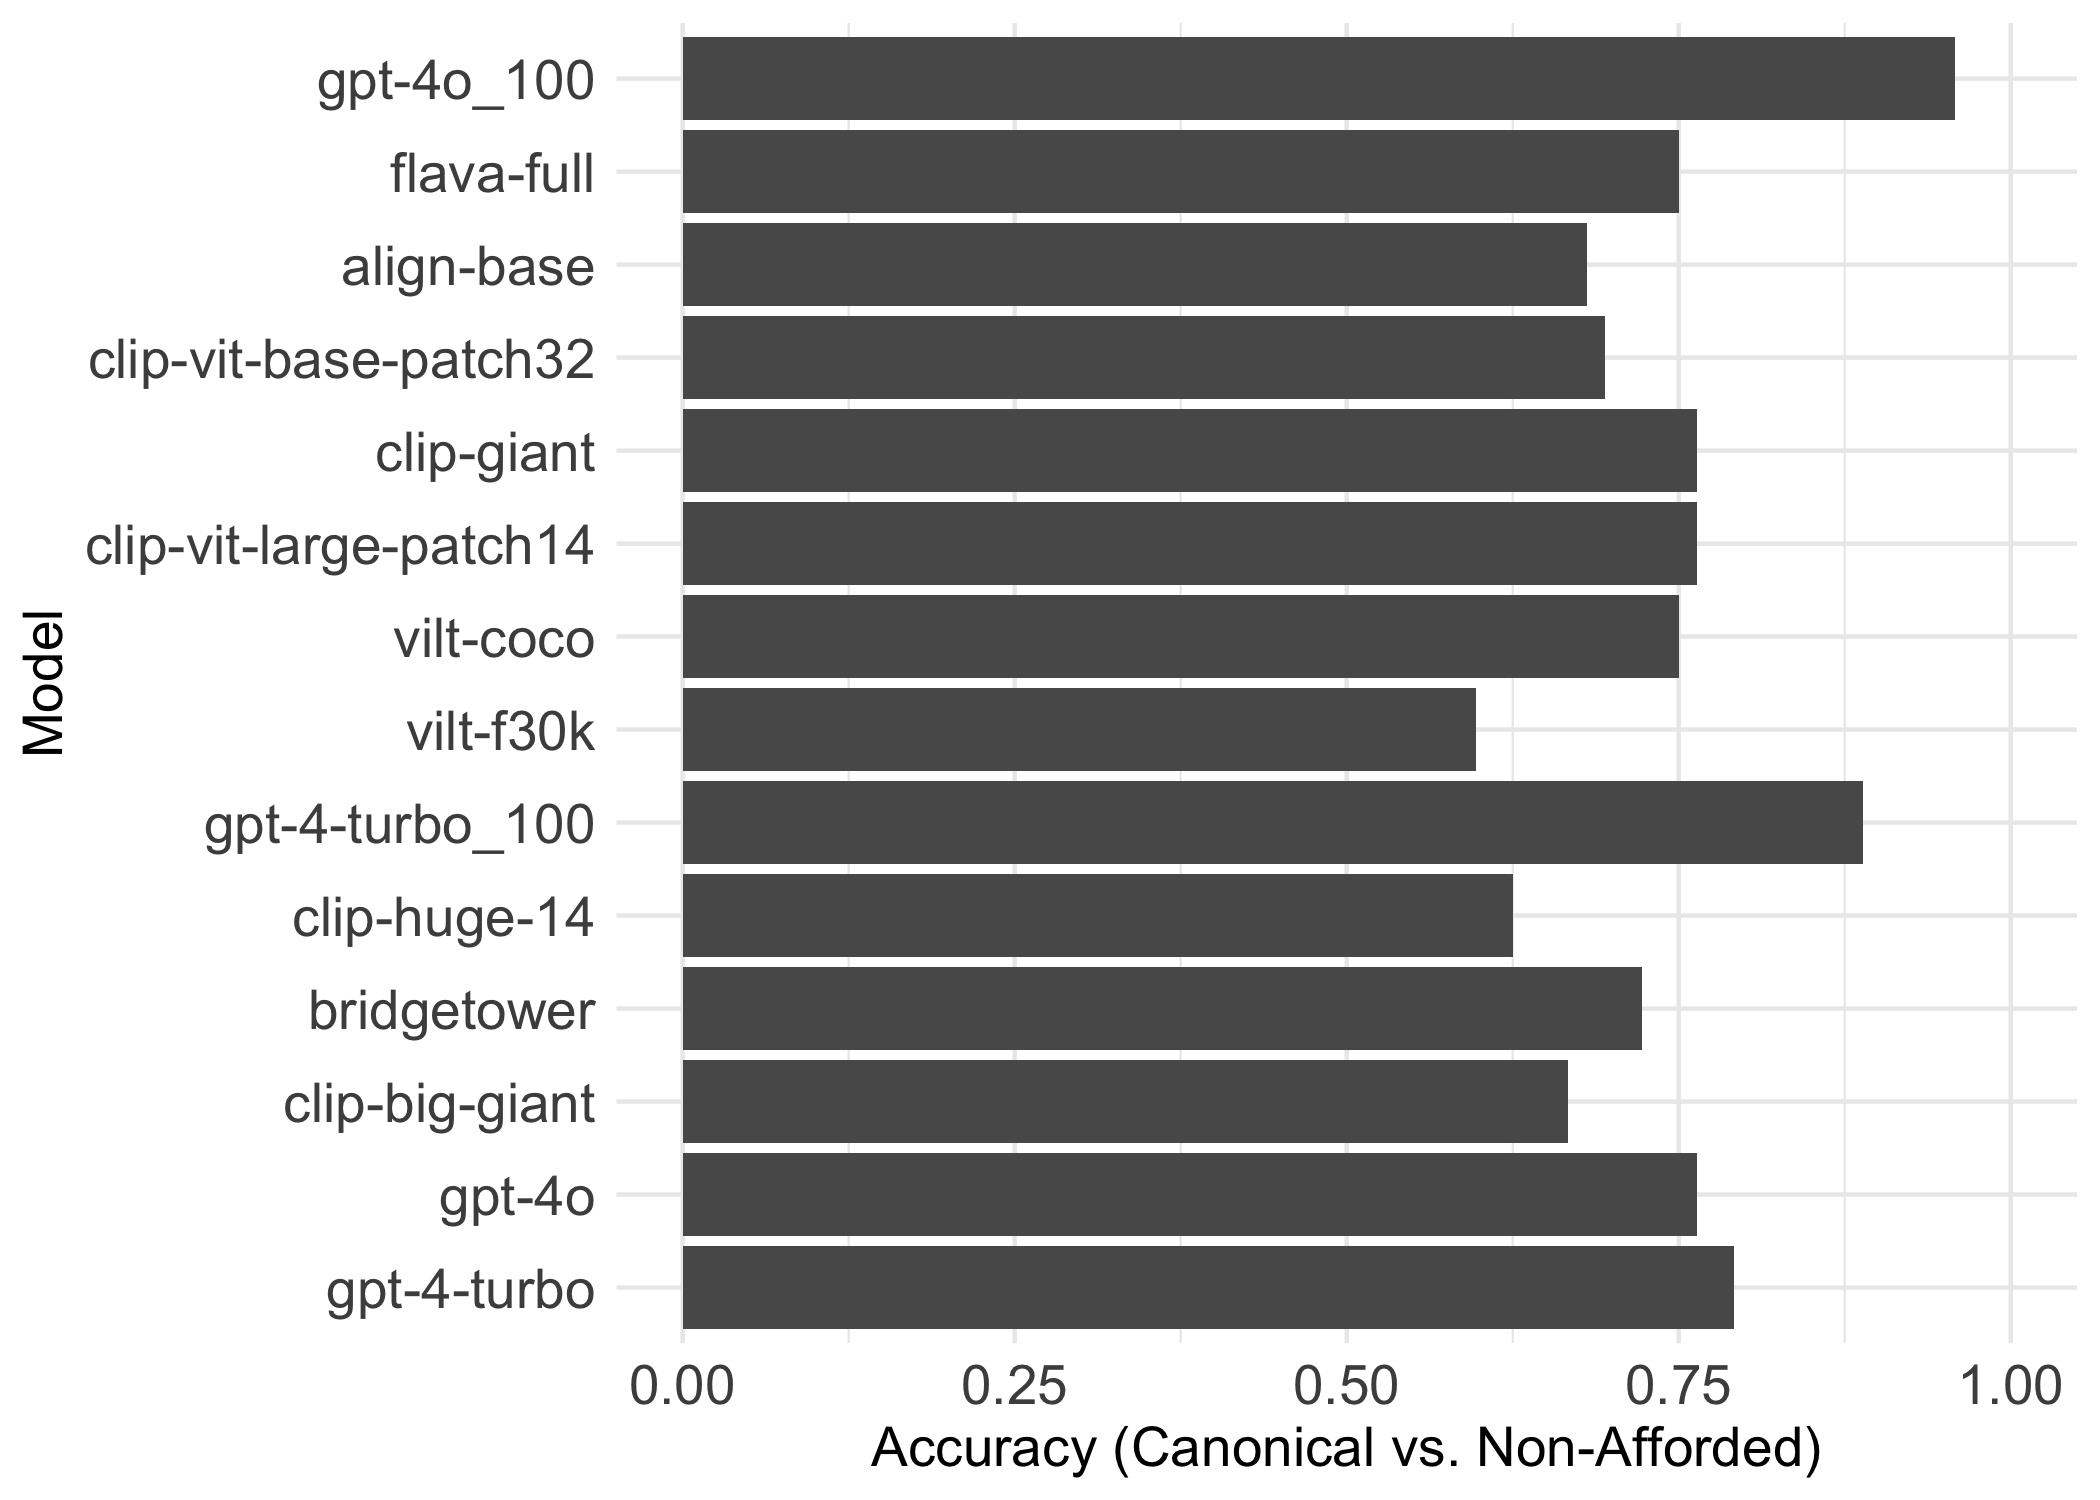 gpt-4o_100
flava-full
align-base
clip-vit-base-patch32
clip-giant
clip-vit-large-patch14
vilt-coco
vilt-f30k
gpt-4-turbo_100
clip-huge-14
bridgetower
clip-big-giant
gpt-4o
gpt-4-turbo
Model
0.00 0.25 0.50 0.75 1.00
Accuracy (Canonical vs. Non-Afforded)